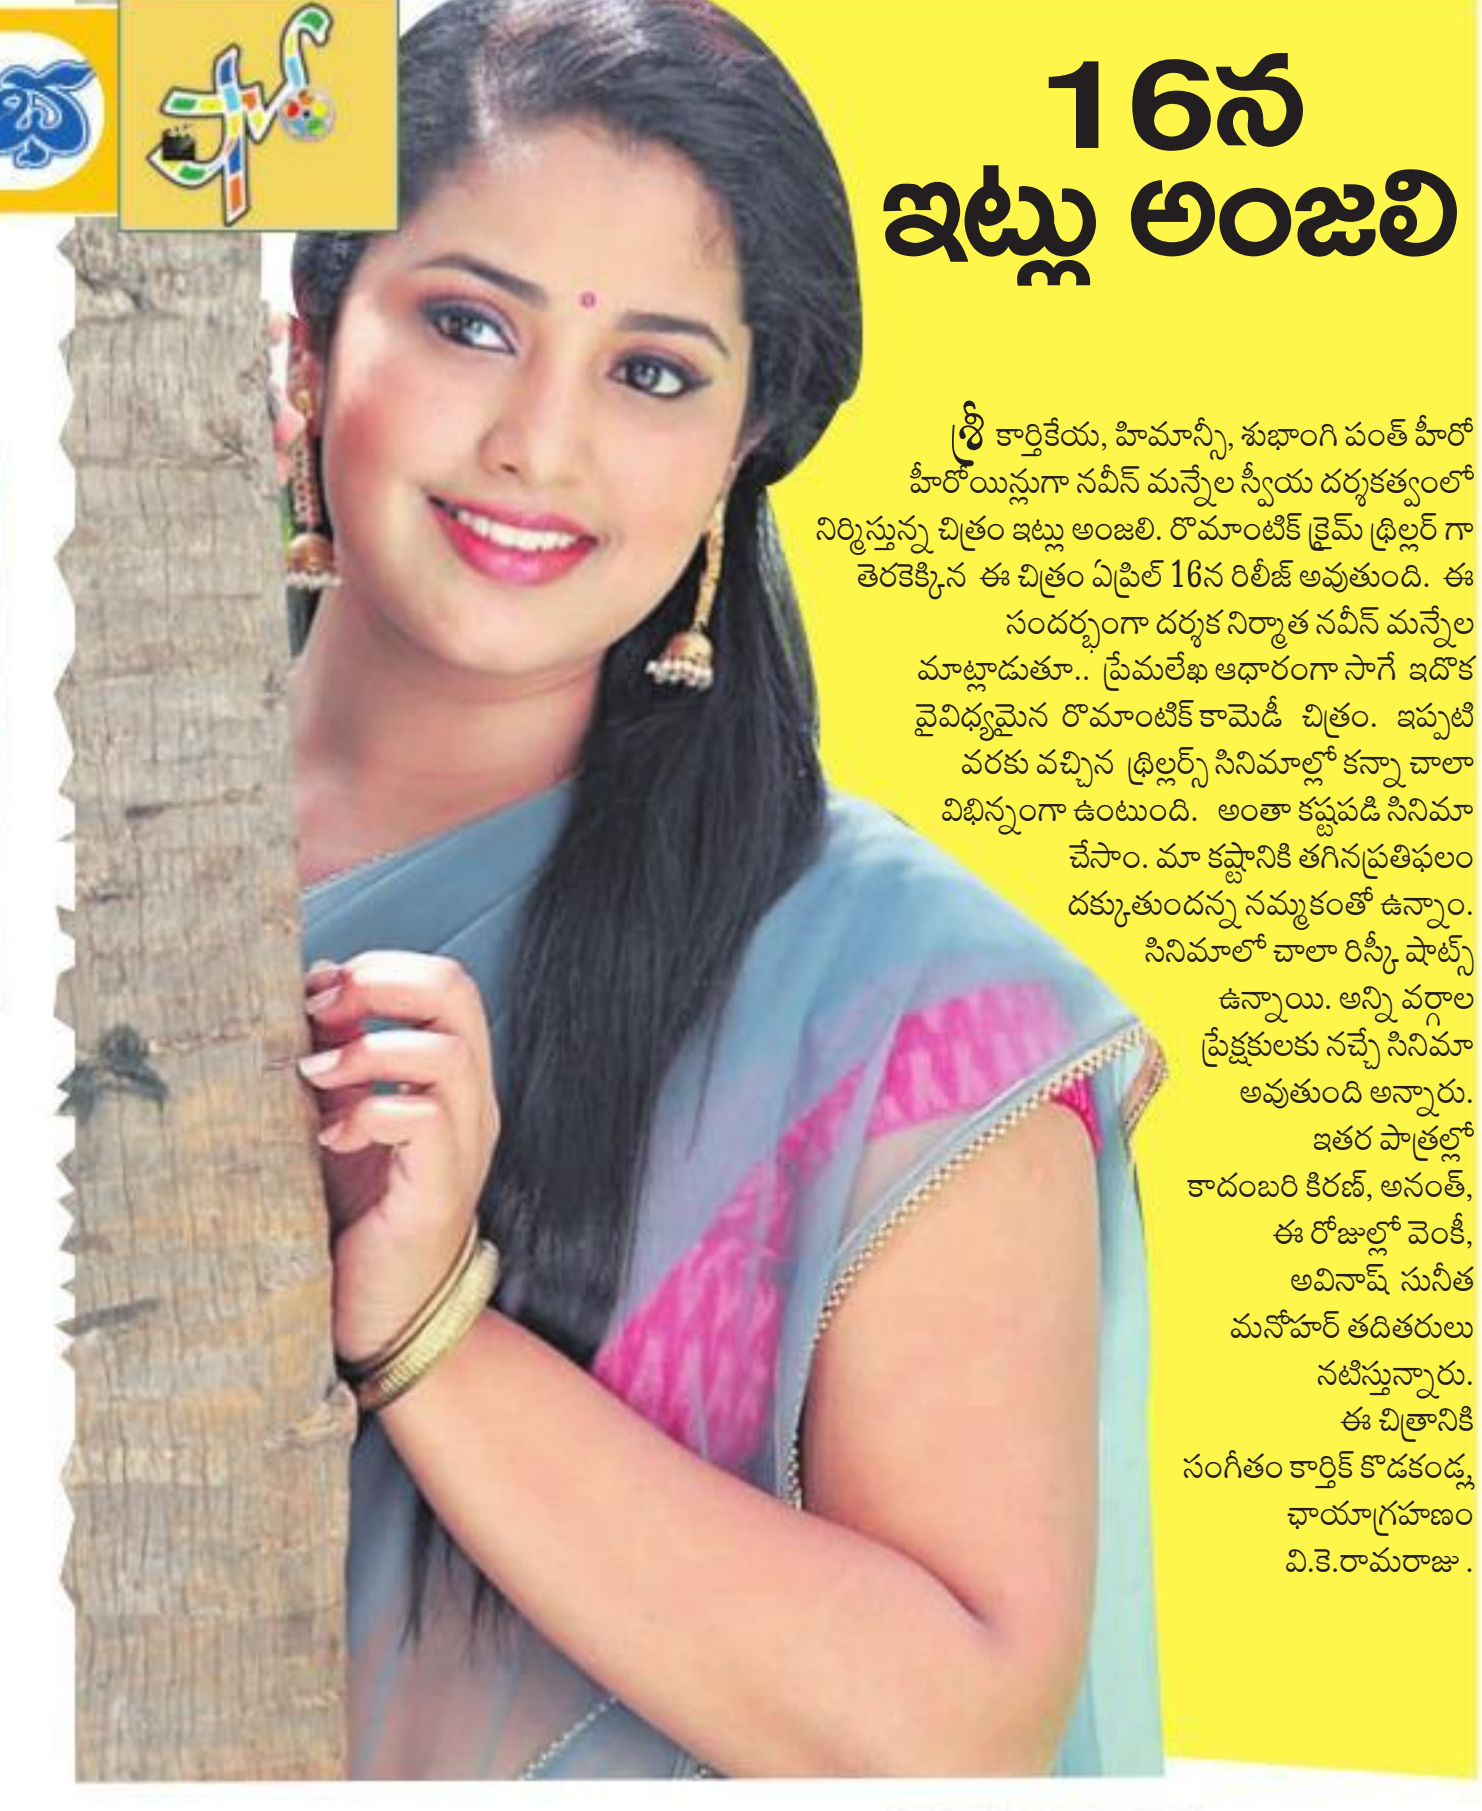 భ
షో
16న
ఇట్లు అంజలి
శ్రీ కార్తికేయ, హిమాన్సీ, శుభాంగి పంత్ హీరో
హీరోయిన్లుగా నవీన్ మన్నేల స్వీయ దర్శకత్వంలో
నిర్మిస్తున్న చిత్రం ఇట్లు అంజలి. రొమాంటిక్ క్రైమ్ థ్రిల్లర్ గా
తెరకెక్కిన ఈ చిత్రం ఏప్రిల్ 16న రిలీజ్ అవుతుంది. ఈ
సందర్భంగా దర్శక నిర్మాత నవీన్ మన్నేల
మాట్లాడుతూ.. ప్రేమలేఖ ఆధారంగా సాగే ఇదొక
వైవిధ్యమైన రొమాంటిక్ కామెడీ చిత్రం. ఇప్పటి
వరకు వచ్చిన థ్రిల్లర్స్ సినిమాల్లో కన్నా చాలా
విభిన్నంగా ఉంటుంది. అంతా కష్టపడి సినిమా
చేసాం. మా కష్టానికి తగినప్రతిఫలం
దక్కుతుందన్న నమ్మకంతో ఉన్నాం.
సినిమాలో చాలా రిస్కీ షాట్స్
ఉన్నాయి. అన్ని వర్గాల
ప్రేక్షకులకు నచ్చే సినిమా
అవుతుంది అన్నారు.
ఇతర పాత్రల్లో
కాదంబరి కిరణ్, అనంత్,
ఈ రోజుల్లో వెంకీ,
అవినాష్ సునీత
మనోహర్ తదితరులు
నటిస్తున్నారు.
ఈ చిత్రానికి
సంగీతం కార్తిక్ కొడకండ్ల,
ఛాయాగ్రహణం
వి.కె.రామరాజు .